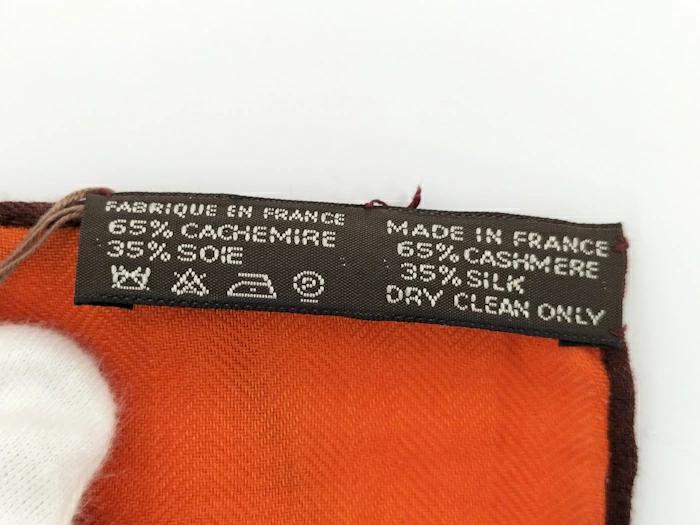 FABRIQUE EN FRANCE
65% CACHEMIRE
35% SOIE
MADE IN FRANCE
65% CASHMERE
35% SILK
DRY CLEAN ONLY